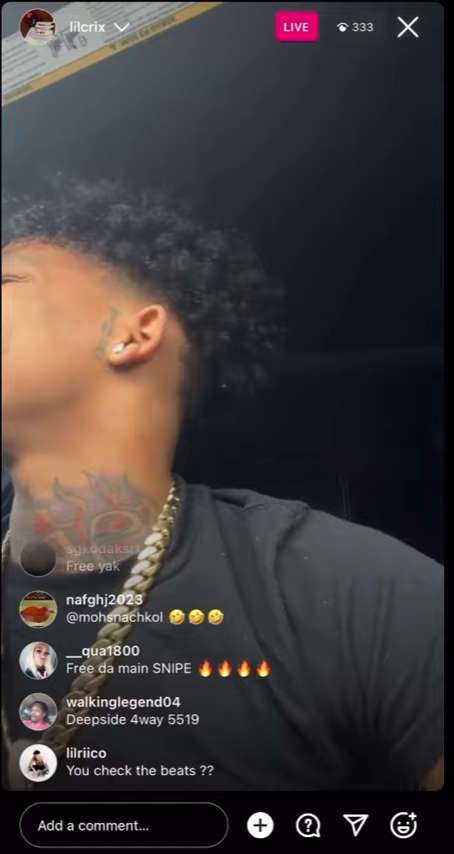 lilcrix
LIVE
333
sgkodaksri
Free yak
nafghj2023
@mohsnachkol 🤣🤣🤣
__qua1800
Free da main SNIPE 🔥🔥🔥🔥
walkinglegend04
Deepside 4way 5519
lilriico
You check the beats ??
Add a comment...